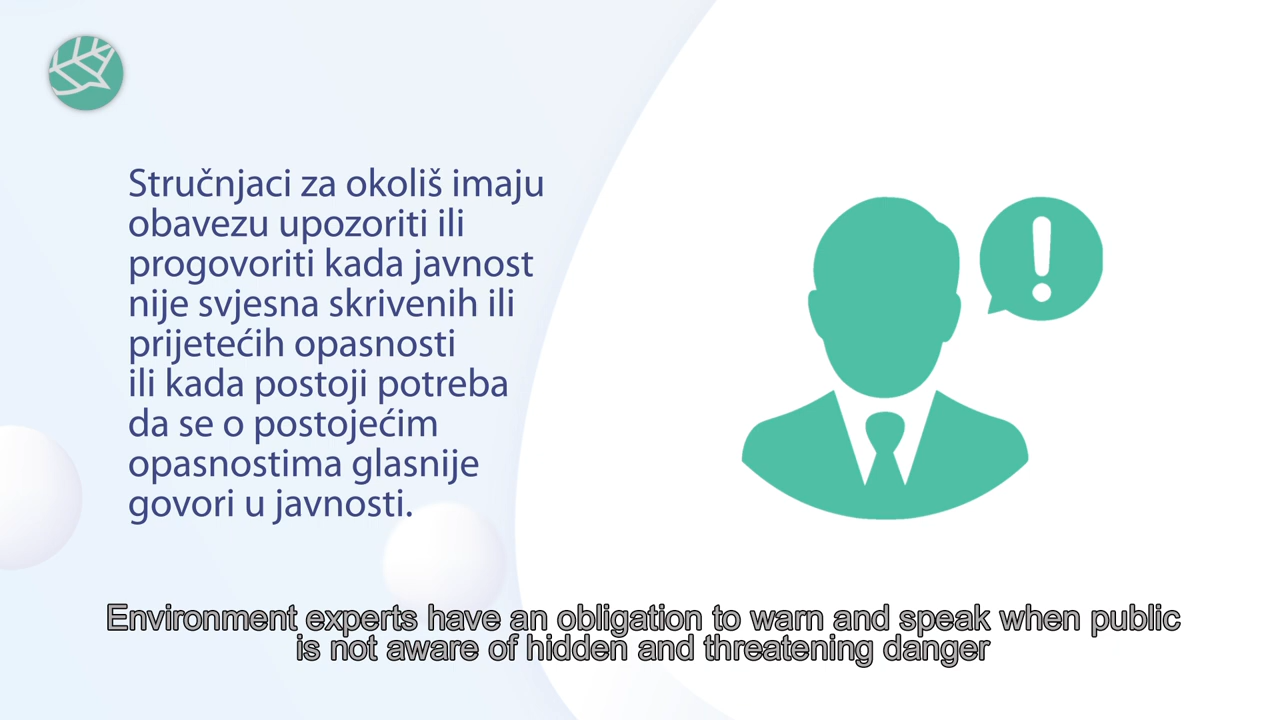 Stručnjaci za okoliš imaju
obavezu upozoriti ili
progovoriti kada javnost
nije svjesna skrivenih ili
prijetećih opasnosti
ili kada postoji potreba
da se o postojećim
opasnostima glasnije
govori u javnosti.
Environment experts have an obligation to warn and speak when public
is not aware of hidden and threatening danger